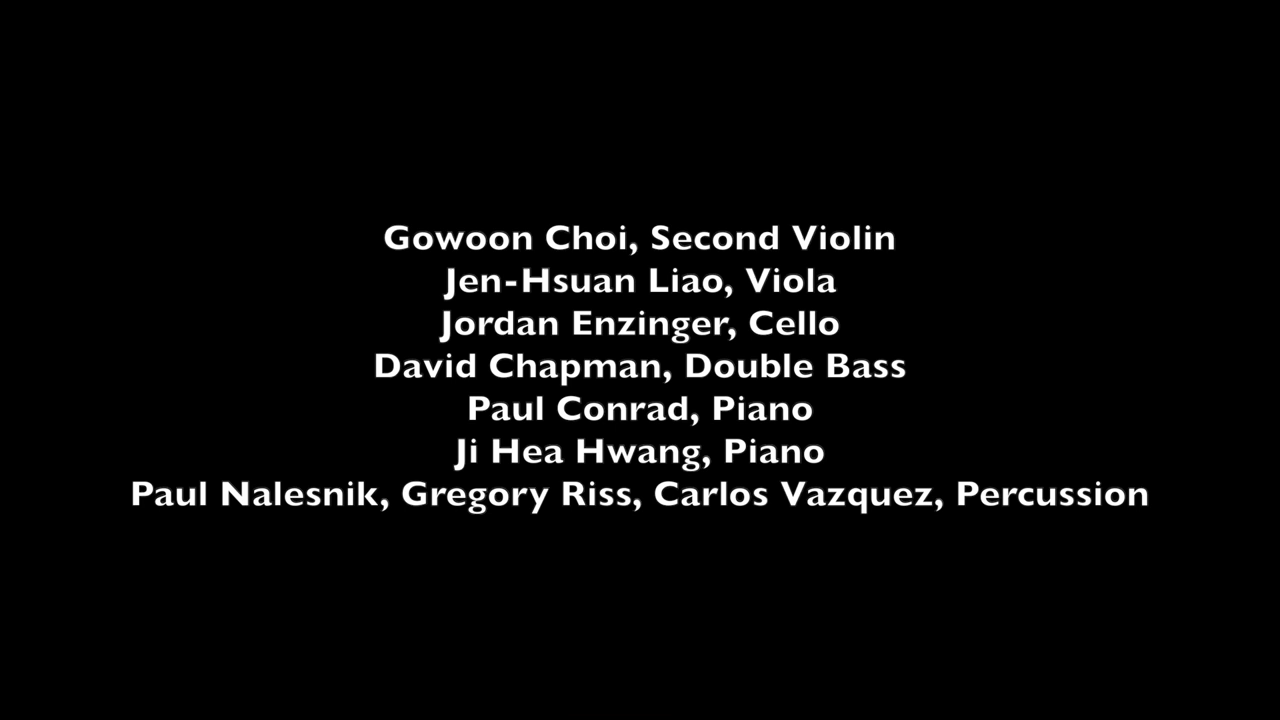 Gowoon Choi, Second Violin
Jen-Hsuan Liao, Viola
Jordan Enzinger, Cello
David Chapman, Double Bass
Paul Conrad, Piano
Ji Hea Hwang, Piano
Paul Nalesnik, Gregory Riss, Carlos Vazquez, Percussion